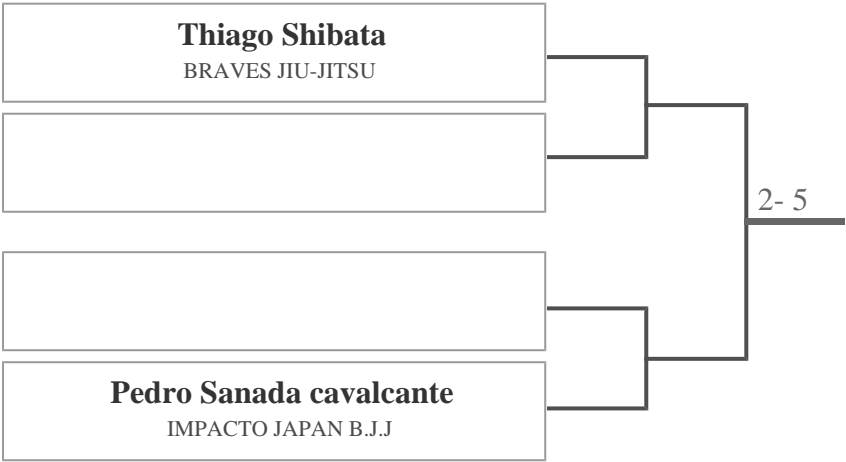 Thiago Shibata
BRAVES JIU-JITSU
2- 5
Pedro Sanada cavalcante
IMPACTO JAPAN B.J.J